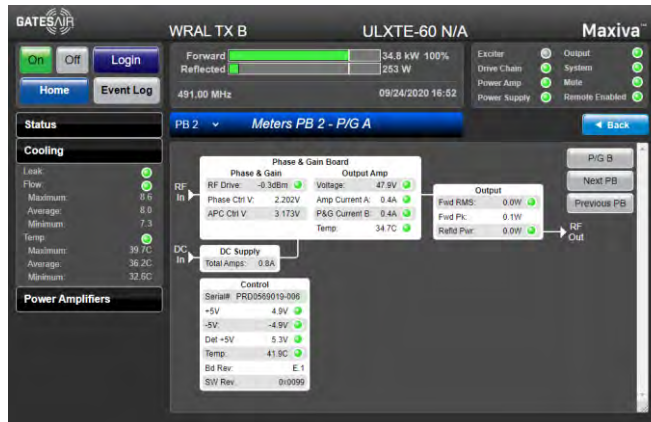 GATESAIR
WRAL TX B
ULXTE-60 N/A
Maxiva™
On
Off
Login
Home
Event Log
Forward
34.8 kW 100%
Reflected
253 W
491.00 MHz
09/24/2020 16:52
Exciter
Output
Drive Chain
System
Power Amp
Mute
Power Supply
Remote Enabled
Status
PB 2
Meters PB 2 - P/G A
Back
Cooling
Leak:
Flow:
Maximum: 8.6
Average: 8.0
Minimum: 7.3
Temp:
Maximum: 39.7C
Average: 36.2C
Minimum: 32.6C
Power Amplifiers
P/G B
Next PB
Previous PB
Phase & Gain Board
Phase & Gain
Output Amp
RF In
RF Drive: -0.3dBm
Voltage: 47.9V
Phase Ctrl V: 2.202V
Amp Current A: 0.4A
APC Ctrl V: 3.173V
P&G Current B: 0.4A
Temp: 34.7C
Output
Fwd RMS: 0.0W
Fwd Pk: 0.1W
Refld Pwr: 0.0W
RF Out
DC In
DC Supply
Total Amps: 0.8A
Control
Serial# PRD0569019-006
+5V 4.9V
-5V: -4.9V
Det +5V 5.3V
Temp: 41.9C
Bd Rev: E.1
SW Rev: 0x0099